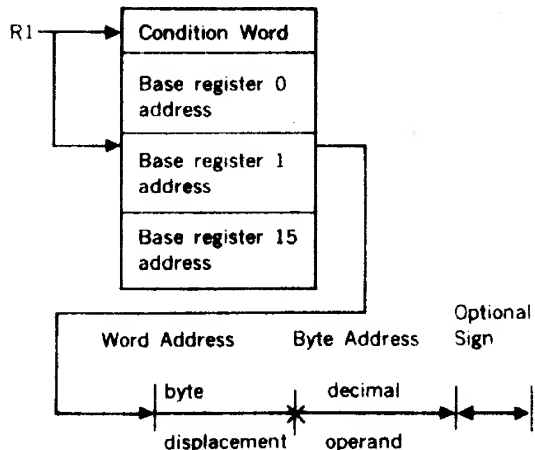 R1
Condition Word
Base register 0
address
Base register 1
address
Base register 15
address
Optional
Word Address Byte Address Sign
byte decimal
displacement operand